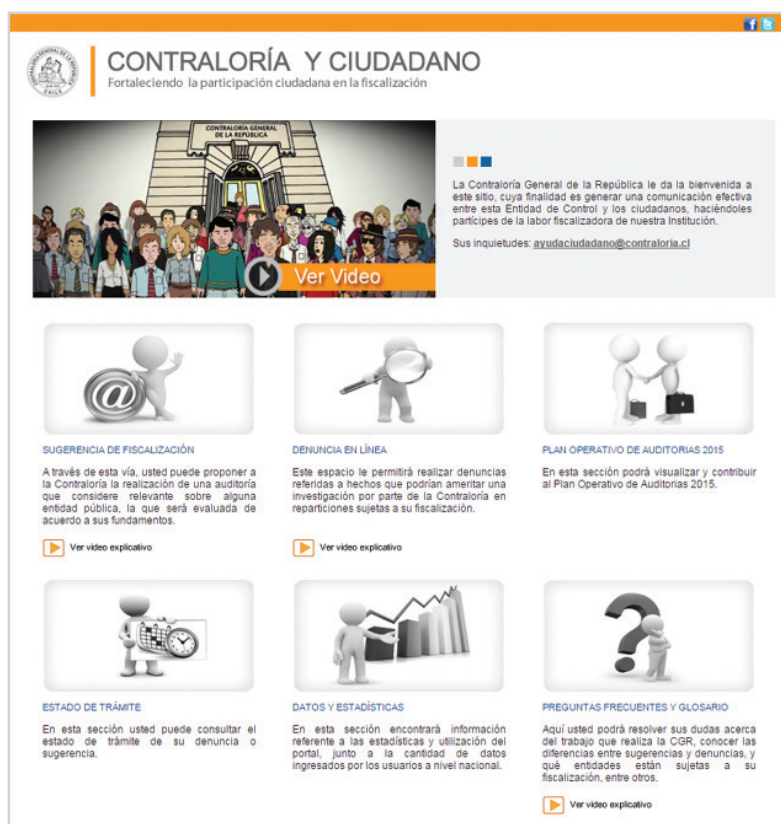 CONTRALORÍA Y CIUDADANO
Fortaleciendo la participación ciudadana en la fiscalización
CONTRALORÍA GENERAL
DE LA REPÚBLICA
Ver Video
La Contraloría General de la República le da la bienvenida a
este sitio, cuya finalidad es generar una comunicación efectiva
entre esta Entidad de Control y los ciudadanos, haciéndoles
partícipes de la labor fiscalizadora de nuestra Institución.
Sus inquietudes: ayudaciudadano@contraloria.cl
SUGERENCIA DE FISCALIZACIÓN
A través de esta vía, usted puede proponer a
la Contraloría la realización de una auditoría
que considere relevante sobre alguna
entidad pública, la que será evaluada de
acuerdo a sus fundamentos.
Ver video explicativo
DENUNCIA EN LÍNEA
Este espacio le permitirá realizar denuncias
referidas a hechos que podrían ameritar una
investigación por parte de la Contraloría en
reparticiones sujetas a su fiscalización.
Ver video explicativo
PLAN OPERATIVO DE AUDITORIAS 2015
En esta sección podrá visualizar y contribuir
al Plan Operativo de Auditorias 2015.
ESTADO DE TRÁMITE
En esta sección usted puede consultar el
estado de trámite de su denuncia o
sugerencia.
DATOS Y ESTADÍSTICAS
En esta sección encontrará información
referente a las estadísticas y utilización del
portal, junto a la cantidad de datos
ingresados por los usuarios a nivel nacional.
PREGUNTAS FRECUENTES Y GLOSARIO
Aquí usted podrá resolver sus dudas acerca
del trabajo que realiza la CGR, conocer las
diferencias entre sugerencias y denuncias, y
qué entidades están sujetas a su
fiscalización, entre otros.
Ver video explicativo